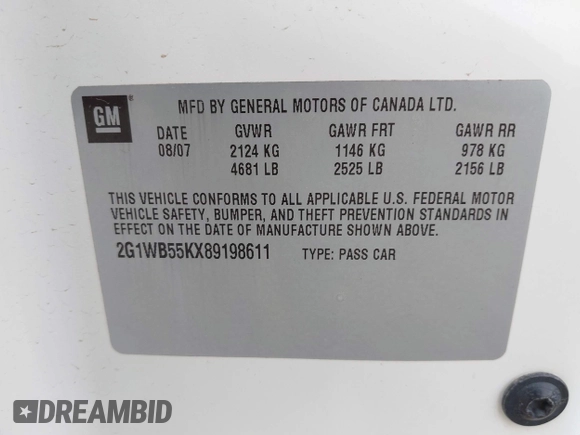 GM
MFD BY GENERAL MOTORS OF CANADA LTD.
DATE GVWR GAWR FRT GAWR RR
08/07 2124 KG 1146 KG 978 KG
4681 LB 2525 LB 2156 LB
THIS VEHICLE CONFORMS TO ALL APPLICABLE U.S. FEDERAL MOTOR
VEHICLE SAFETY, BUMPER, AND THEFT PREVENTION STANDARDS IN
EFFECT ON THE DATE OF MANUFACTURE SHOWN ABOVE.
2G1WB55KX89198611 TYPE: PASS CAR
DREAMBID